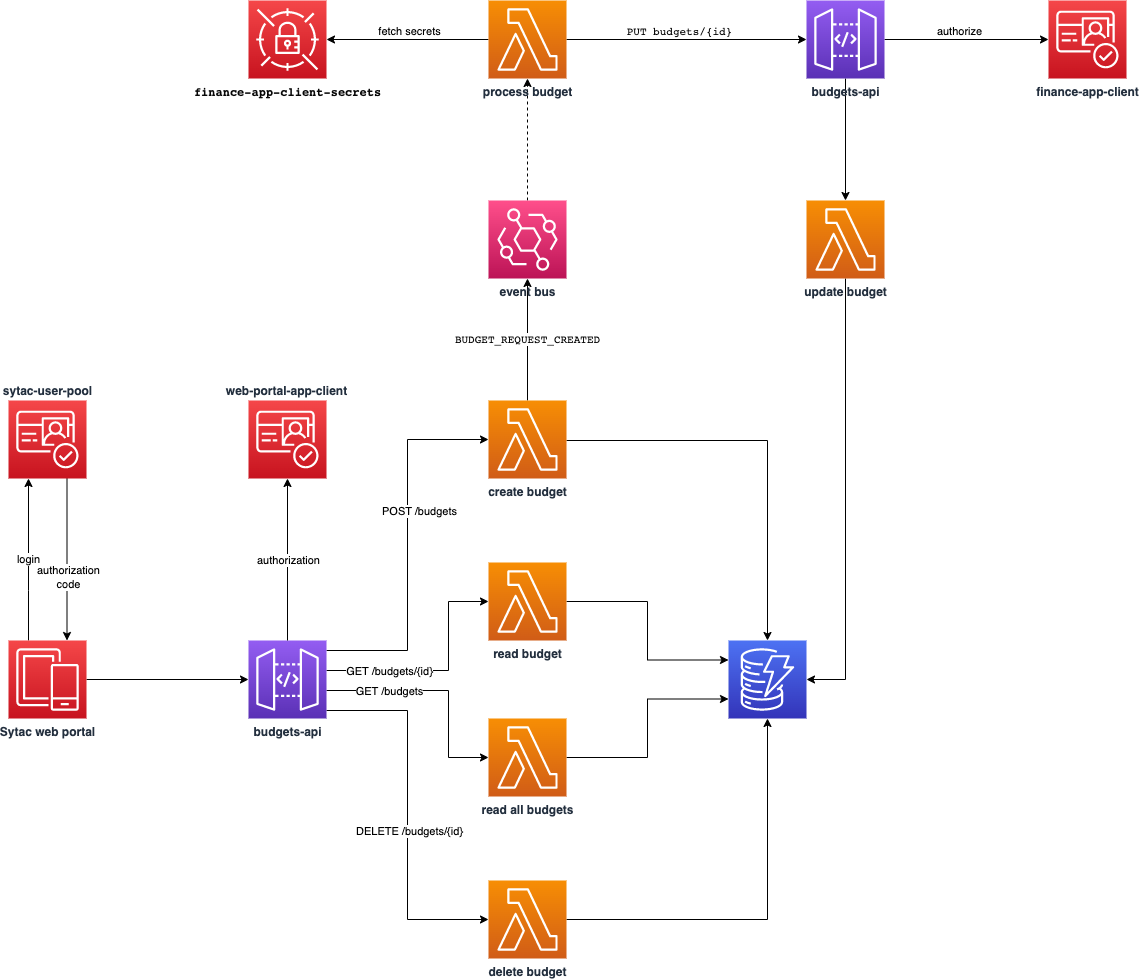 fetch secrets
PUT budgets/{id}
authorize
finance-app-client-secrets
process budget
budgets-api
finance-app-client
event bus
update budget
BUDGET_REQUEST_CREATED
sytac-user-pool
web-portal-app-client
create budget
POST /budgets
login
authorization
code
authorization
read budget
GET /budgets/{id}
GET /budgets
Sytac web portal
budgets-api
read all budgets
DELETE /budgets/{id}
delete budget